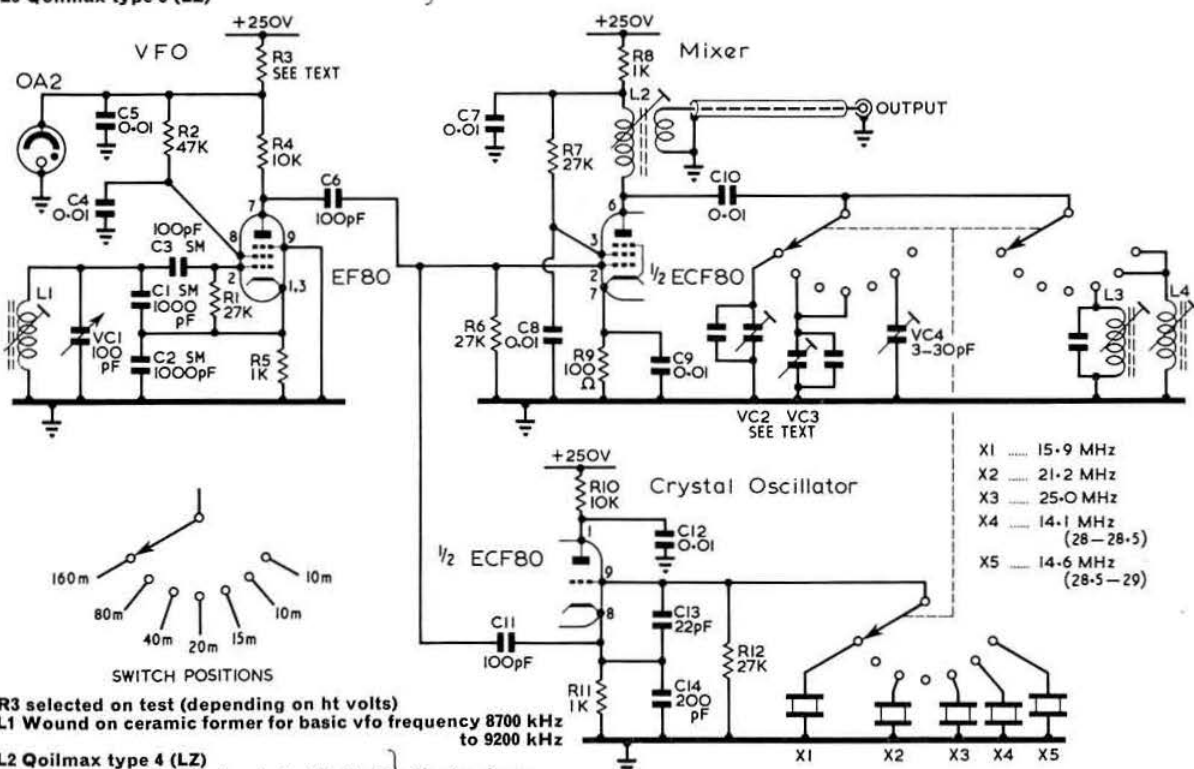 +250V
VFO
R3
SEE TEXT
OA2
C5
0·01
R2
47K
R4
10K
C4
0·01
C6
100pF
7
8
9
2
1,3
100pF
C3 SM
EF80
L1
VC1
100
pF
C1 SM
1000
pF
R1
27K
C2 SM
1000pF
R5
1K
+250V
Mixer
R8
1K
L2
OUTPUT
C7
0·01
R7
27K
C10
0·01
6
3
2
7
1/2 ECF80
R6
27K
C8
0·01
R9
100
Ω
C9
0·01
VC4
3-30pF
L3
L4
VC2 VC3
SEE TEXT
+250V
R10
10K
Crystal Oscillator
C12
0·01
1
1/2 ECF80
9
8
C13
22pF
C11
100pF
R12
27K
R11
1K
C14
200
pF
X1 ...... 15·9 MHz
X2 ...... 21·2 MHz
X3 ...... 25·0 MHz
X4 ...... 14·1 MHz
(28-28·5)
X5 ...... 14·6 MHz
(28·5-29)
X1 X2 X3 X4 X5
160m
80m
40m
20m
15m
10m
10m
SWITCH POSITIONS
R3 selected on test (depending on ht volts)
L1 Wound on ceramic former for basic vfo frequency 8700 kHz
to 9200 kHz
L2 Qoilmax type 4 (LZ)